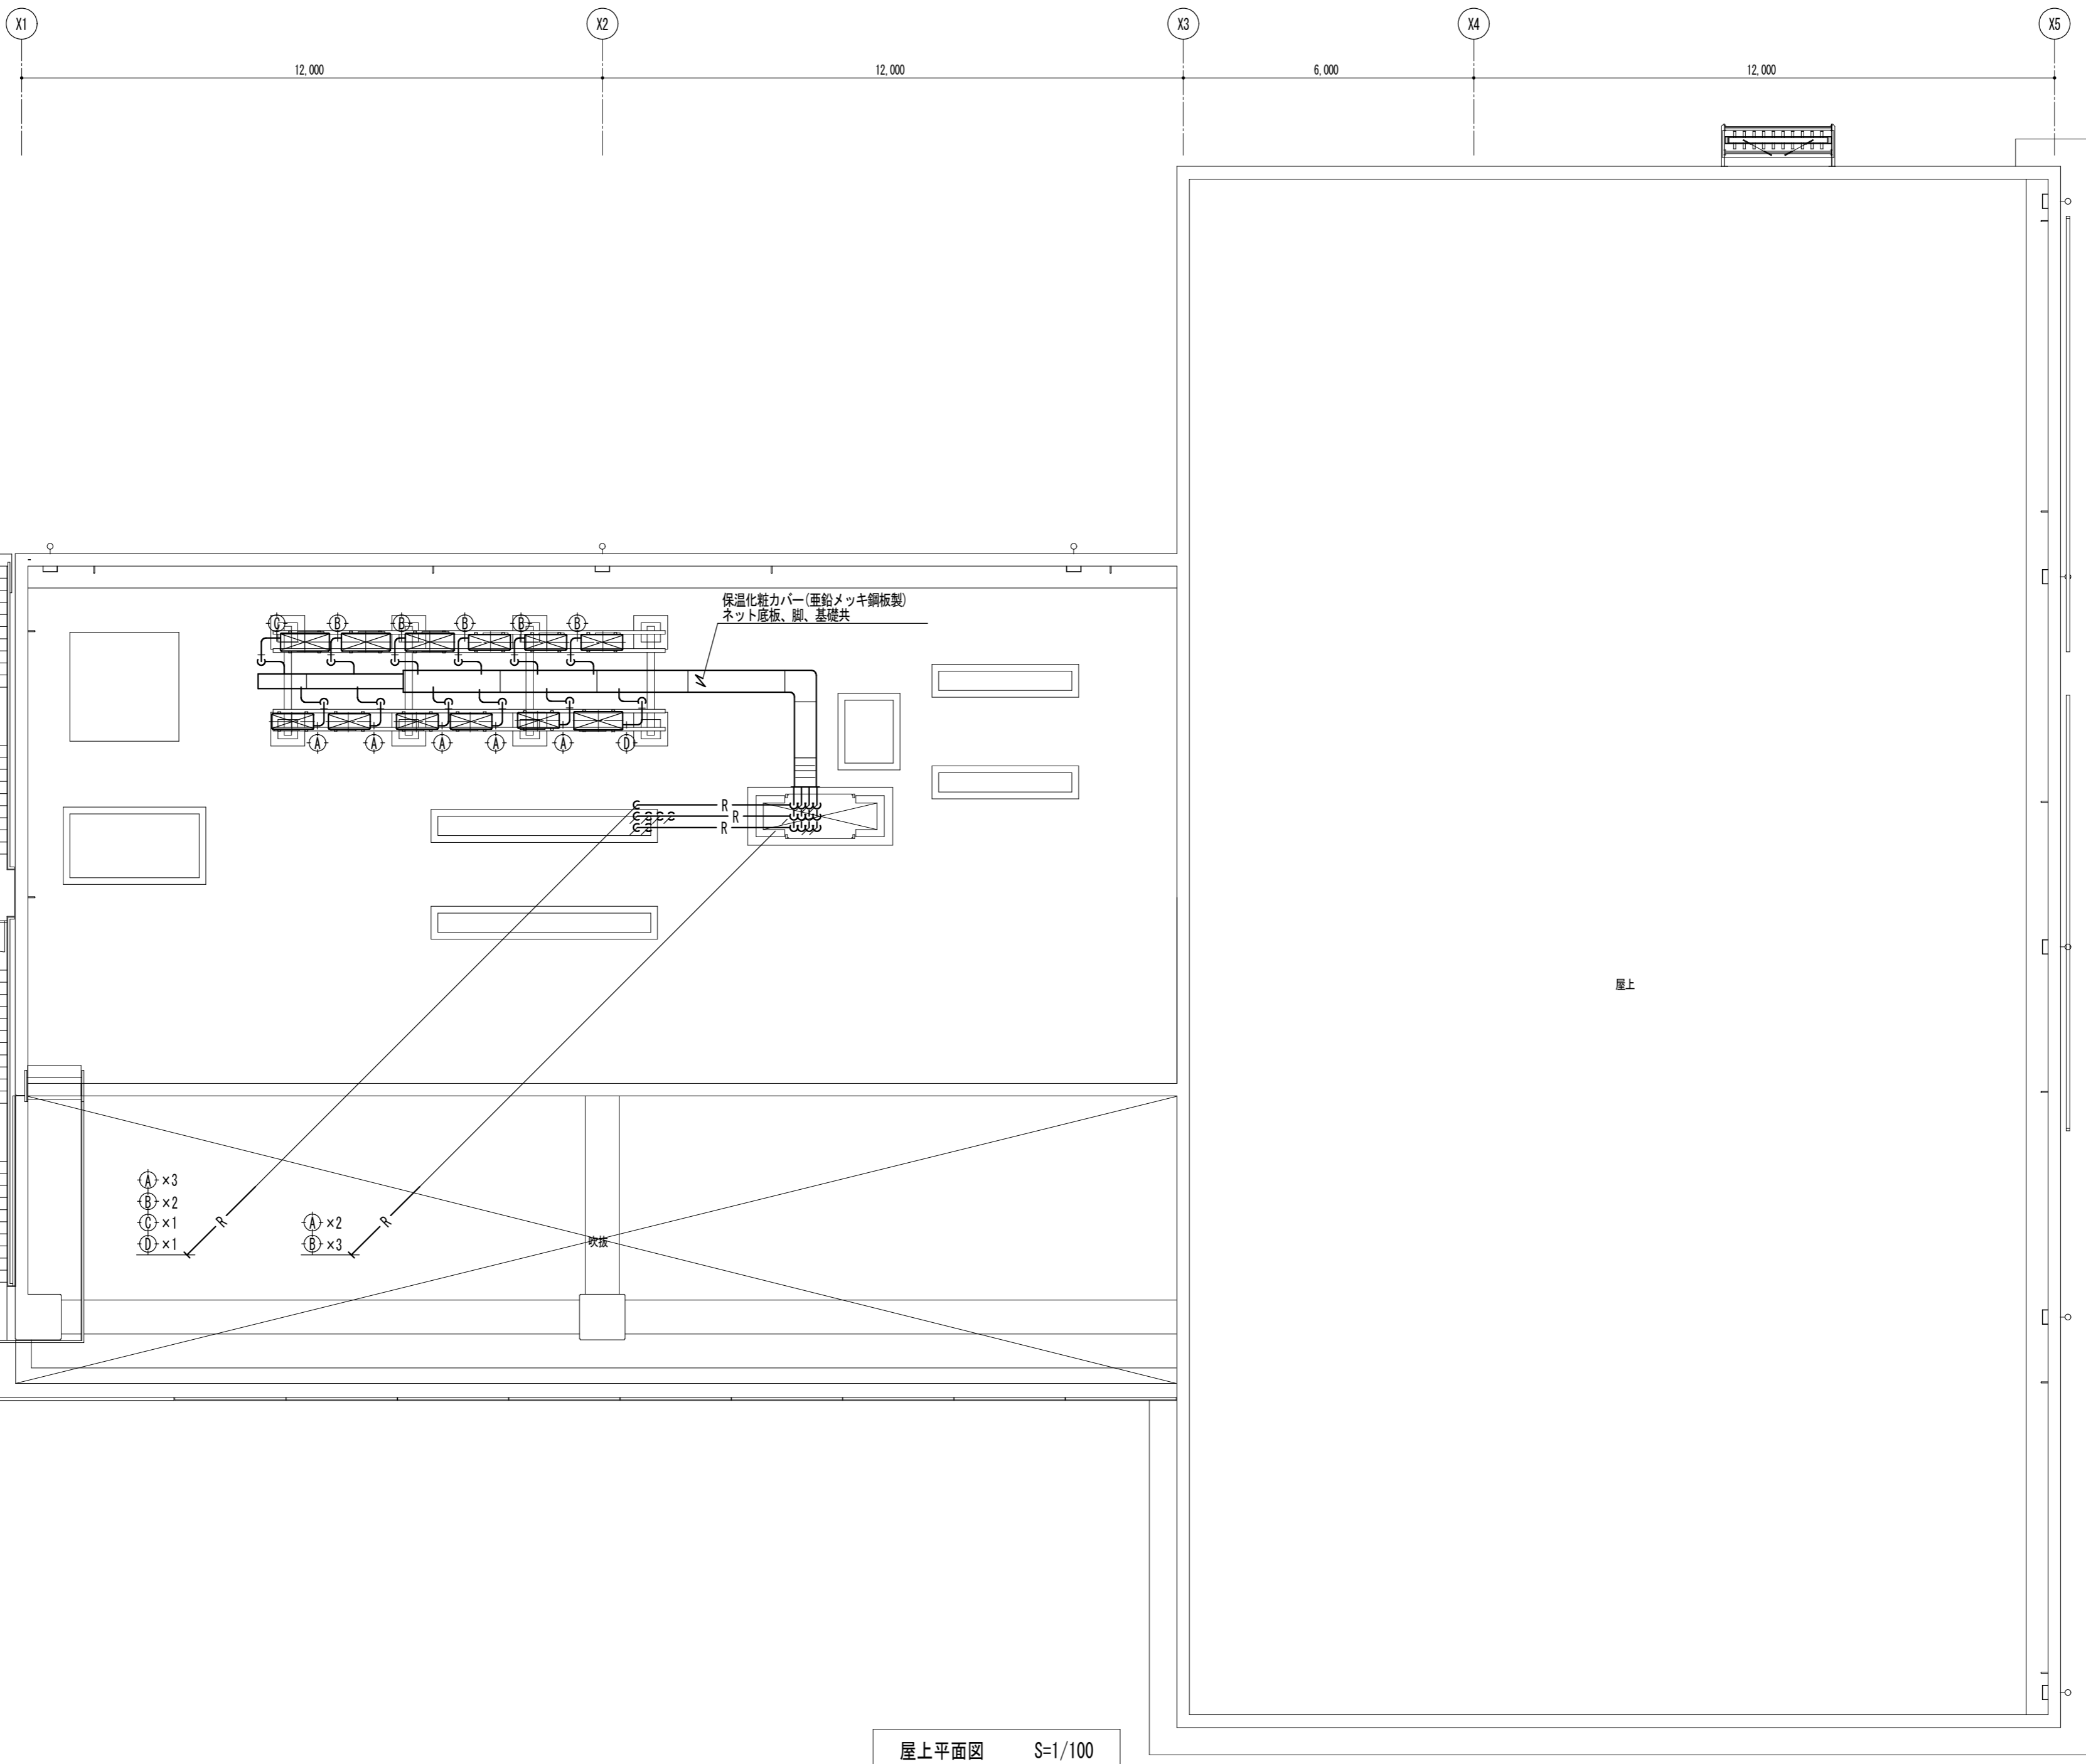 X1 X2 X3 X4 X5
12,000 12,000 6,000 12,000
保温化粧カバー(亜鉛メッキ鋼板製)
ネット底板、脚、基礎共
C B B B B B
A A A A A D
R
R
R
屋上
A ×3
B ×2
C ×1
D ×1
R
A ×2
B ×3
R
吹抜
屋上平面図 S=1/100